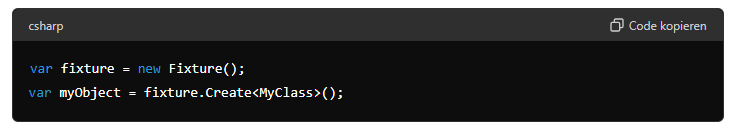 csharp
Code kopieren
var fixture = new Fixture();
var myObject = fixture.Create<MyClass>();